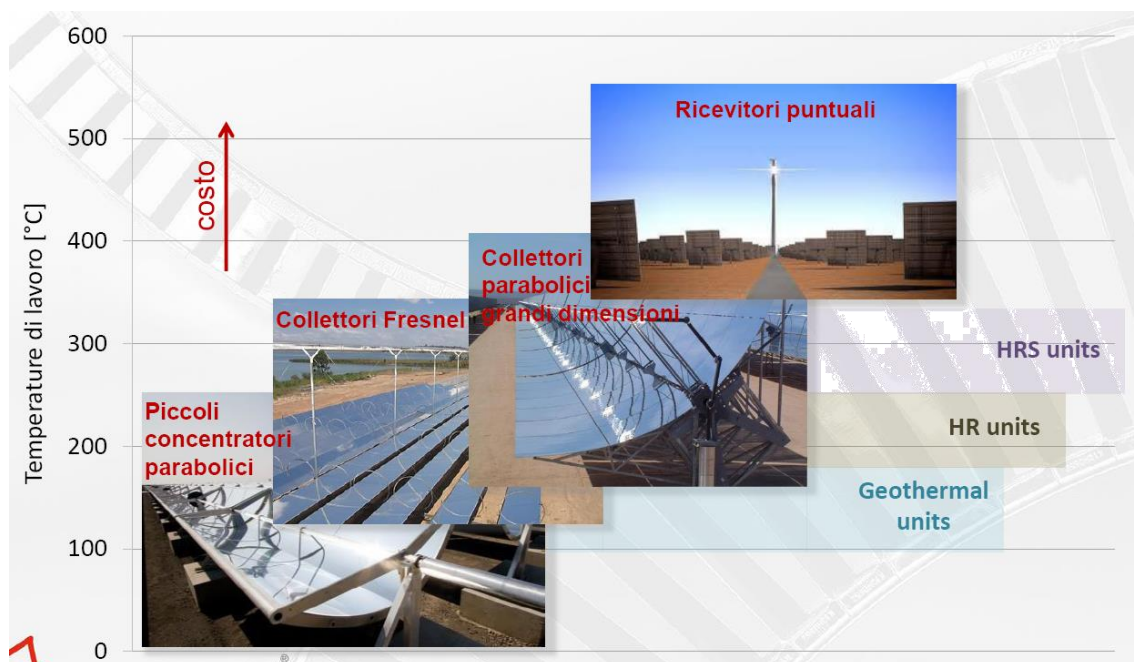 600
500
400
300
200
100
0
Temperature di lavoro [°C]
costo
Ricevitori puntuali
Collettori
parabolici
grandi dimensioni
Collettori Fresnel
Piccoli
concentratori
parabolici
HRS units
HR units
Geothermal
units
®